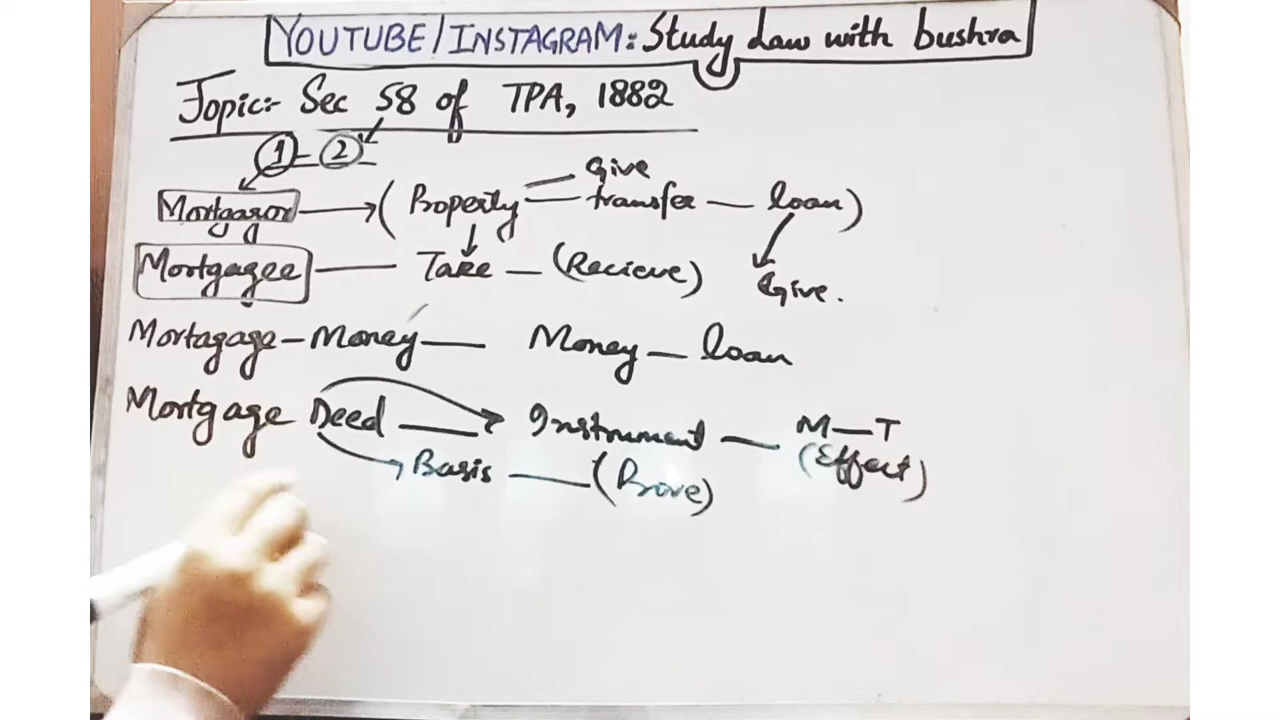 YOUTUBE/INSTAGRAM: Study Law with bushra
Topic:- Sec 58 of TPA, 1882
1 - 2
Give
Mortgagor → (Property = transfer — loan)
Mortgagee — Take — (Recieve) Give.
Mortagage - Money — Money — loan
Mortgage Deed — Instrument — M—T
(Effect)
Basis — (Prove)